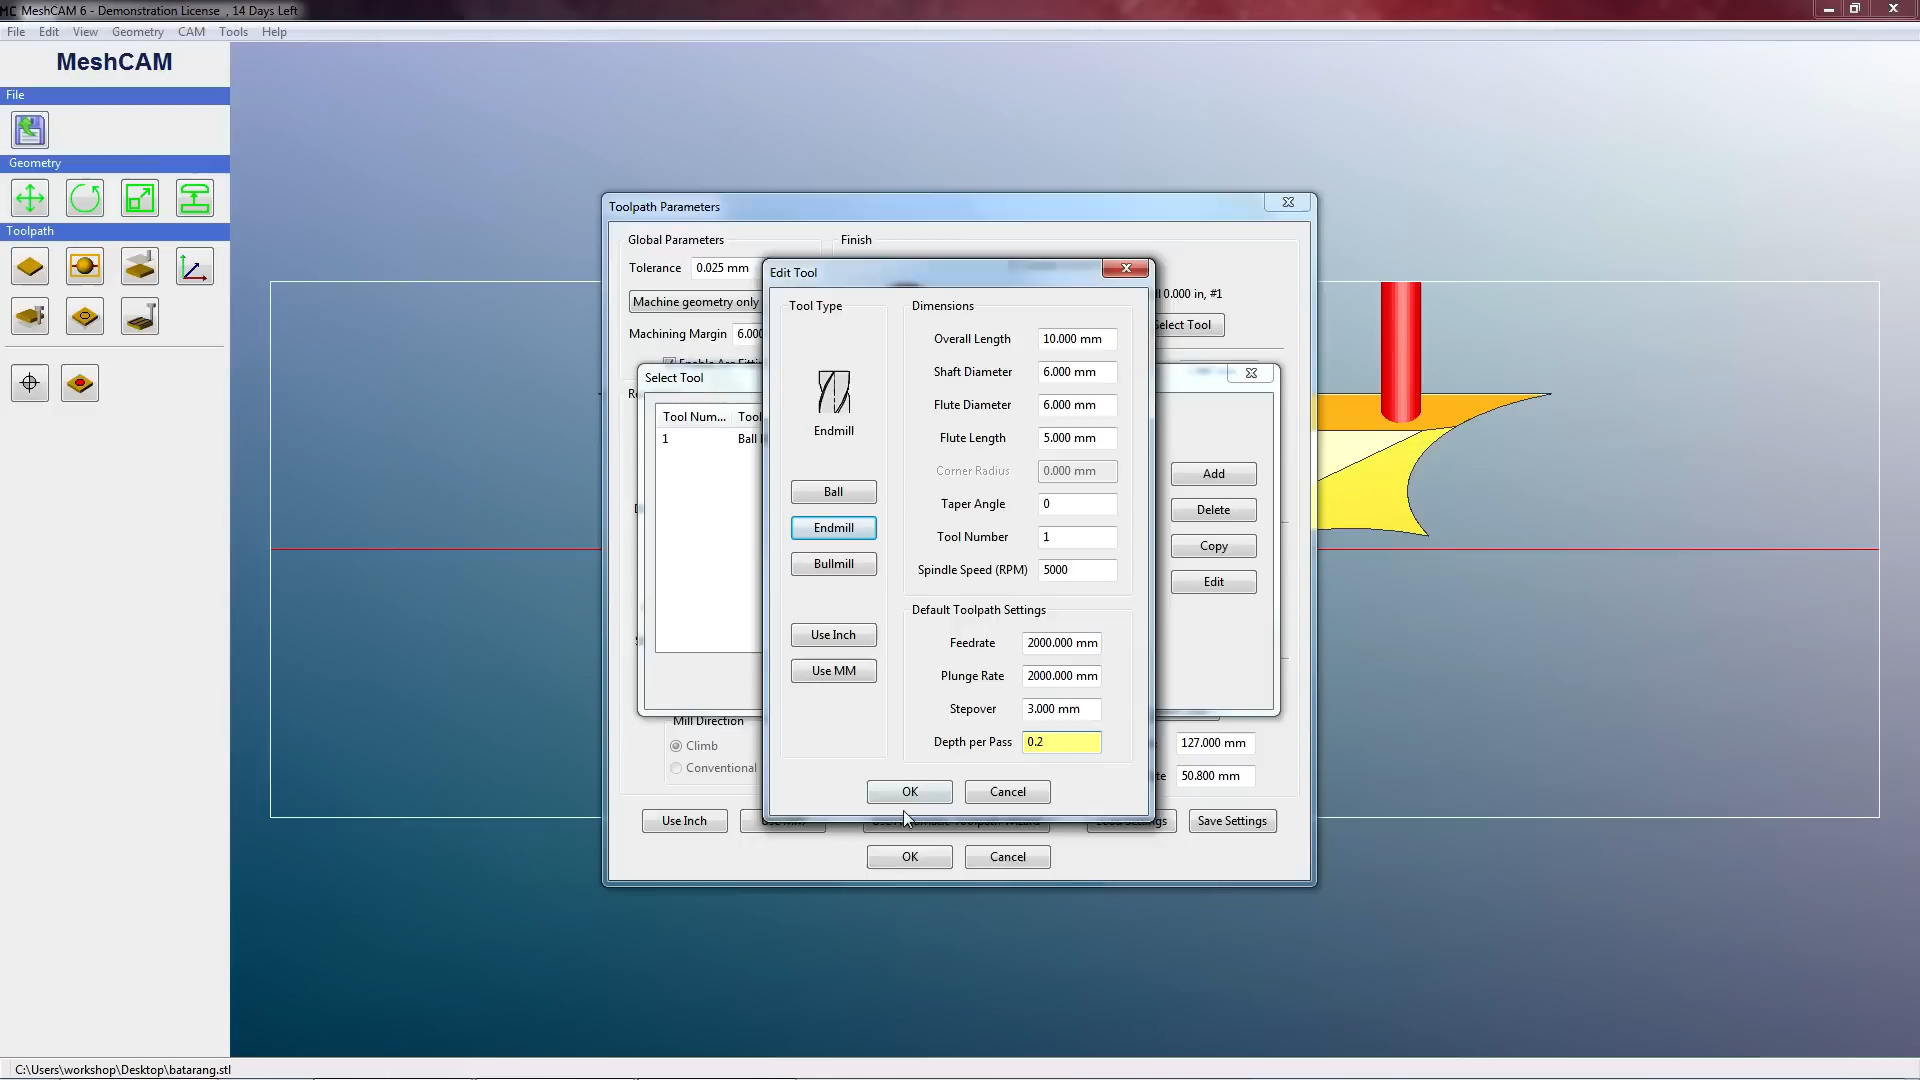 MC MeshCAM 6 - Demonstration License , 14 Days Left
File Edit View Geometry CAM Tools Help
MeshCAM
File
Geometry
Toolpath
Toolpath Parameters
Global Parameters
Finish
Tolerance 0.025 mm
0.000 in, #1
Machine geometry only
Select Tool
Machining Margin 6.000
Select Tool
Tool Num...
1 Ball
Add
Delete
Copy
Edit
Edit Tool
Tool Type
Endmill
Ball
Endmill
Bullmill
Use Inch
Use MM
Dimensions
Overall Length 10.000 mm
Shaft Diameter 6.000 mm
Flute Diameter 6.000 mm
Flute Length 5.000 mm
Corner Radius 0.000 mm
Taper Angle 0
Tool Number 1
Spindle Speed (RPM) 5000
Default Toolpath Settings
Feedrate 2000.000 mm
Plunge Rate 2000.000 mm
Stepover 3.000 mm
Depth per Pass 0.2
OK Cancel
Mill Direction
Climb
Conventional
127.000 mm
50.800 mm
Use Inch
Save Settings
OK Cancel
C:\Users\workshop\Desktop\batarang.stl